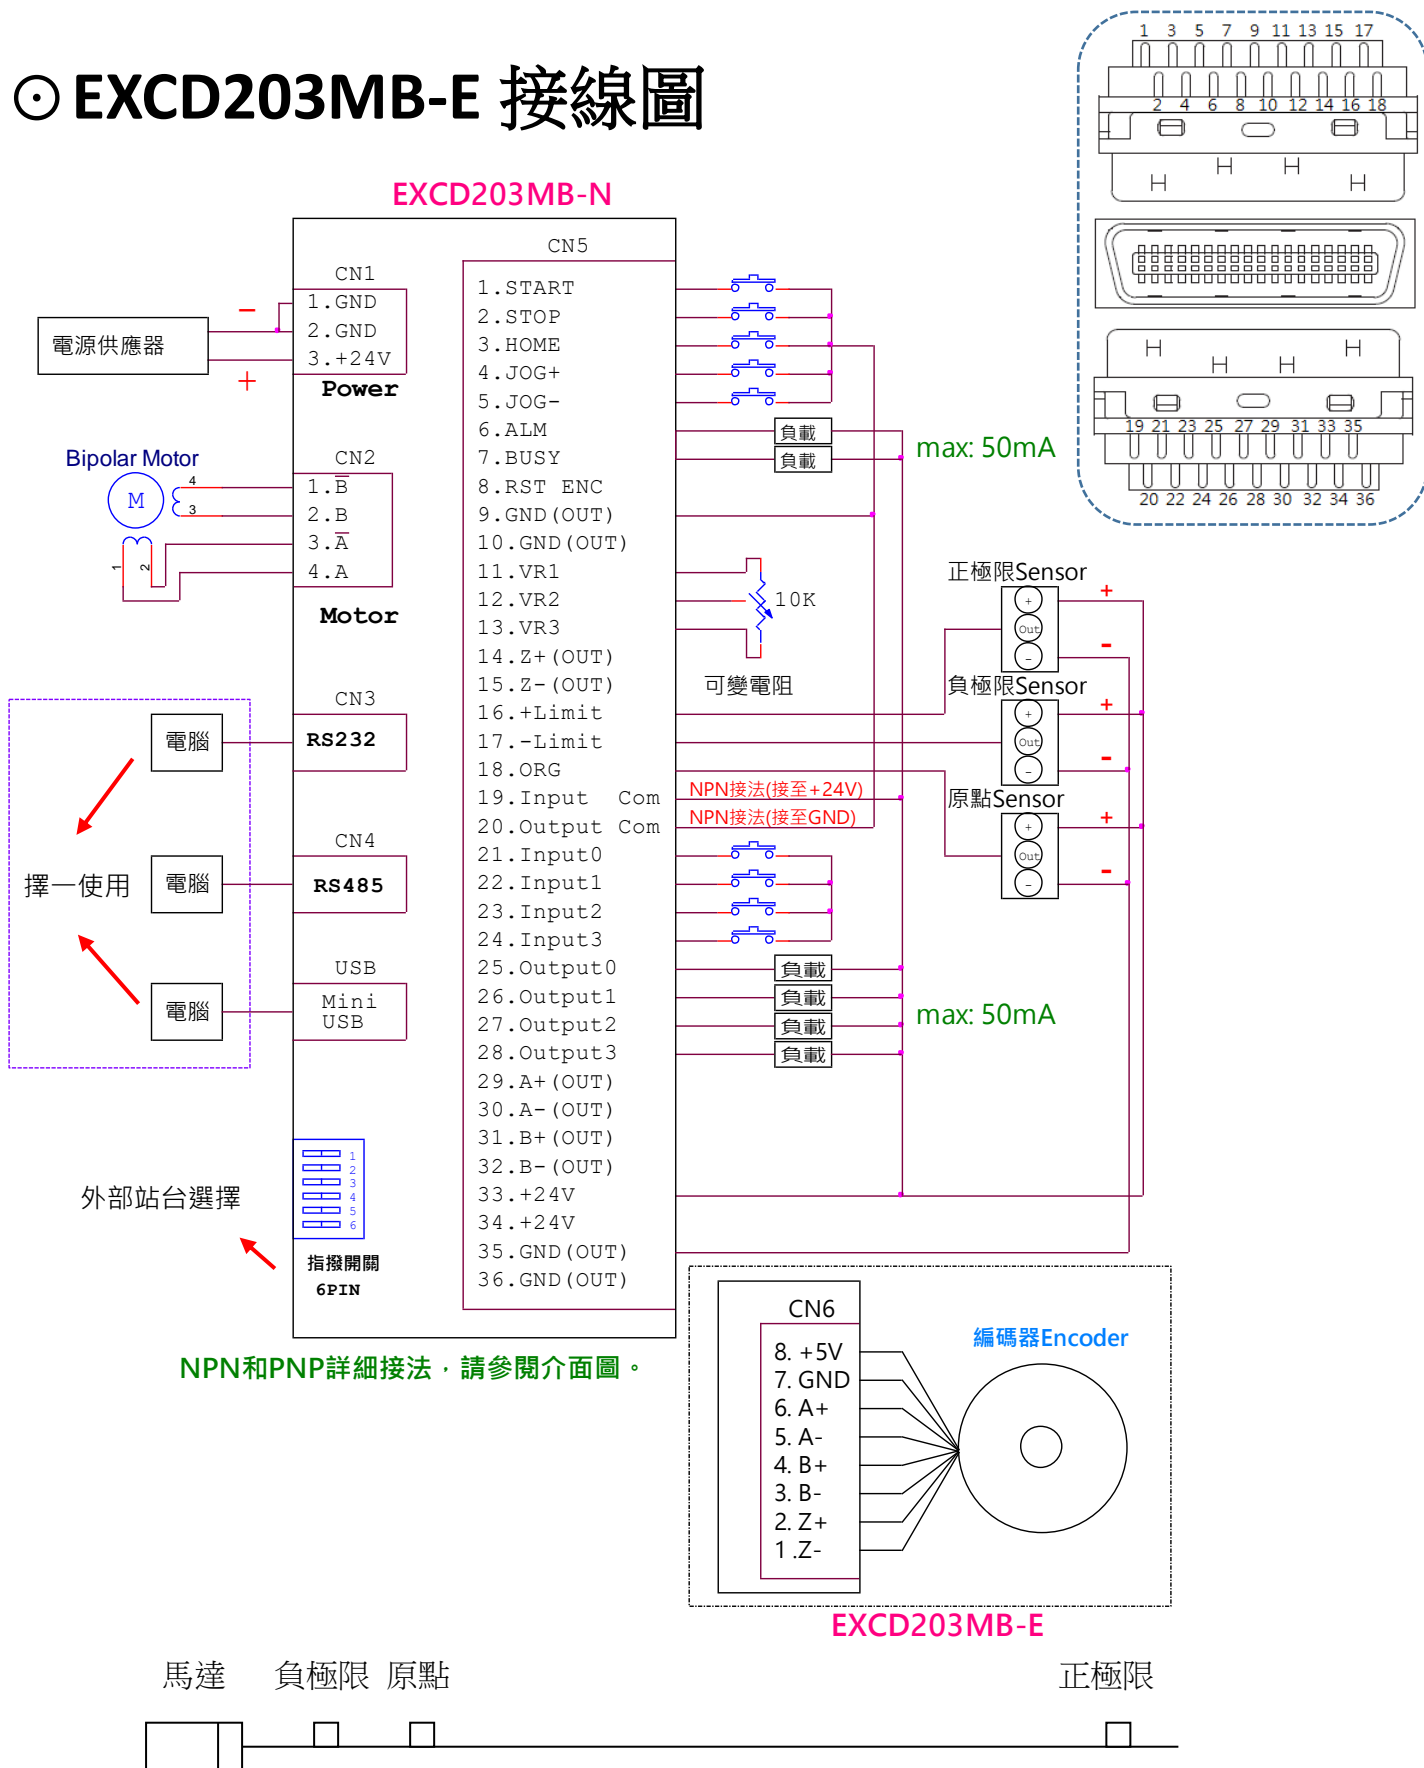 ⊙EXCD203MB-E 接線圖
1 3 5 7 9 11 13 15 17
2 4 6 8 10 12 14 16 18
19 21 23 25 27 29 31 33 35
20 22 24 26 28 30 32 34 36
EXCD203MB-N
電源供應器
−
+
CN1
1.GND
2.GND
3.+24V
Power
Bipolar Motor
M
4
3
1
2
CN2
1.B̅
2.B
3.A̅
4.A
Motor
CN3
電腦
RS232
CN4
擇一使用
電腦
RS485
USB
電腦
Mini
USB
外部站台選擇
1
2
3
4
5
6
指撥開關
6PIN
CN5
1.START
2.STOP
3.HOME
4.JOG+
5.JOG-
6.ALM
7.BUSY
8.RST ENC
9.GND(OUT)
10.GND(OUT)
11.VR1
12.VR2
13.VR3
14.Z+(OUT)
15.Z-(OUT)
16.+Limit
17.-Limit
18.ORG
19.Input Com
20.Output Com
21.Input0
22.Input1
23.Input2
24.Input3
25.Output0
26.Output1
27.Output2
28.Output3
29.A+(OUT)
30.A-(OUT)
31.B+(OUT)
32.B-(OUT)
33.+24V
34.+24V
35.GND(OUT)
36.GND(OUT)
負載
負載
max: 50mA
10K
可變電阻
NPN接法(接至+24V)
NPN接法(接至GND)
負載
負載
負載
負載
max: 50mA
正極限Sensor
+
Out
-
+
-
負極限Sensor
+
Out
-
+
-
原點Sensor
+
Out
-
+
-
NPN和PNP詳細接法，請參閱介面圖。
CN6
8. +5V
7. GND
6. A+
5. A-
4. B+
3. B-
2. Z+
1 .Z-
編碼器Encoder
EXCD203MB-E
馬達 負極限 原點 正極限